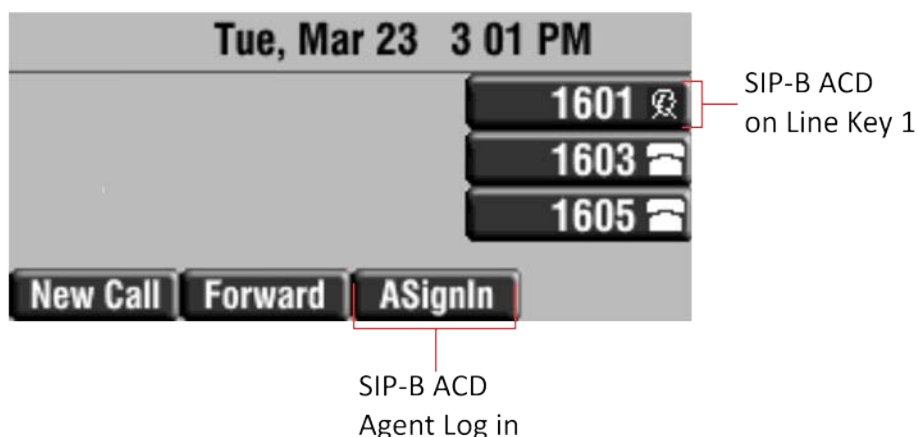 Tue, Mar 23 3 01 PM
1601
SIP-B ACD
on Line Key 1
1603
1605
New Call Forward ASignIn
SIP-B ACD
Agent Log in